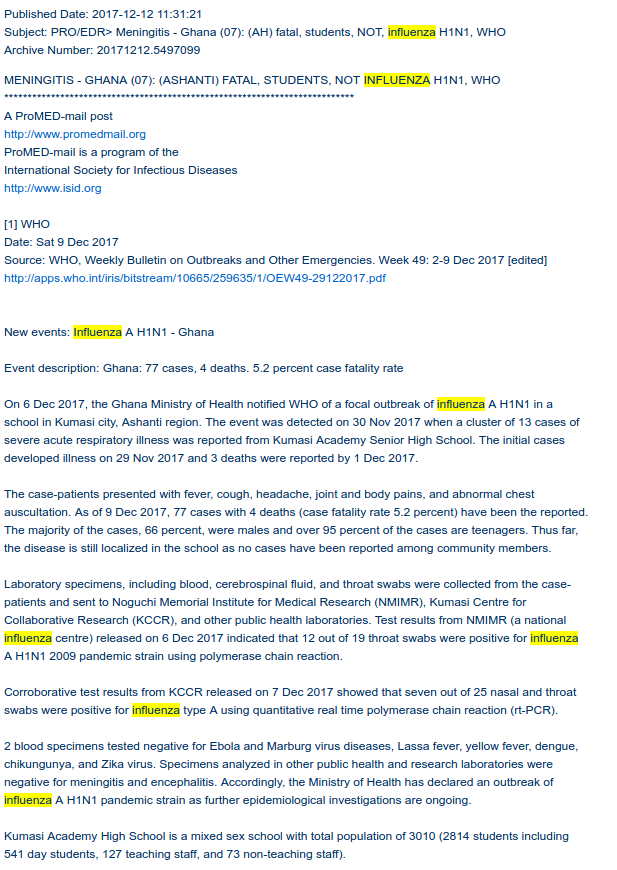 Published Date: 2017-12-12 11:31:21
Subject: PRO/EDR> Meningitis - Ghana (07): (AH) fatal, students, NOT, influenza H1N1, WHO
Archive Number: 20171212.5497099
MENINGITIS - GHANA (07): (ASHANTI) FATAL, STUDENTS, NOT INFLUENZA H1N1, WHO
***************************************************************************
A ProMED-mail post
http://www.promedmail.org
ProMED-mail is a program of the
International Society for Infectious Diseases
http://www.isid.org
[1] WHO
Date: Sat 9 Dec 2017
Source: WHO, Weekly Bulletin on Outbreaks and Other Emergencies. Week 49: 2-9 Dec 2017 [edited]
http://apps.who.int/iris/bitstream/10665/259635/1/OEW49-29122017.pdf
New events: Influenza A H1N1 - Ghana
Event description: Ghana: 77 cases, 4 deaths. 5.2 percent case fatality rate
On 6 Dec 2017, the Ghana Ministry of Health notified WHO of a focal outbreak of influenza A H1N1 in a
school in Kumasi city, Ashanti region. The event was detected on 30 Nov 2017 when a cluster of 13 cases of
severe acute respiratory illness was reported from Kumasi Academy Senior High School. The initial cases
developed illness on 29 Nov 2017 and 3 deaths were reported by 1 Dec 2017.
The case-patients presented with fever, cough, headache, joint and body pains, and abnormal chest
auscultation. As of 9 Dec 2017, 77 cases with 4 deaths (case fatality rate 5.2 percent) have been reported.
The majority of the cases, 66 percent, were males and over 95 percent of the cases are teenagers. Thus far,
the disease is still localized in the school as no cases have been reported among community members.
Laboratory specimens, including blood, cerebrospinal fluid, and throat swabs were collected from the case-
patients and sent to Noguchi Memorial Institute for Medical Research (NMIMR), Kumasi Centre for
Collaborative Research (KCCR), and other public health laboratories. Test results from NMIMR (a national
influenza centre) released on 6 Dec 2017 indicated that 12 out of 19 throat swabs were positive for influenza
A H1N1 2009 pandemic strain using polymerase chain reaction.
Corroborative test results from KCCR released on 7 Dec 2017 showed that seven out of 25 nasal and throat
swabs were positive for influenza type A using quantitative real time polymerase chain reaction (rt-PCR).
2 blood specimens tested negative for Ebola and Marburg virus diseases, Lassa fever, yellow fever, dengue,
chikungunya, and Zika virus. Specimens analyzed in other public health and research laboratories were
negative for meningitis and encephalitis. Accordingly, the Ministry of Health has declared an outbreak of
influenza A H1N1 pandemic strain as further epidemiological investigations are ongoing.
Kumasi Academy High School is a mixed sex school with total population of 3010 (2814 students including
541 day students, 127 teaching staff, and 73 non-teaching staff).